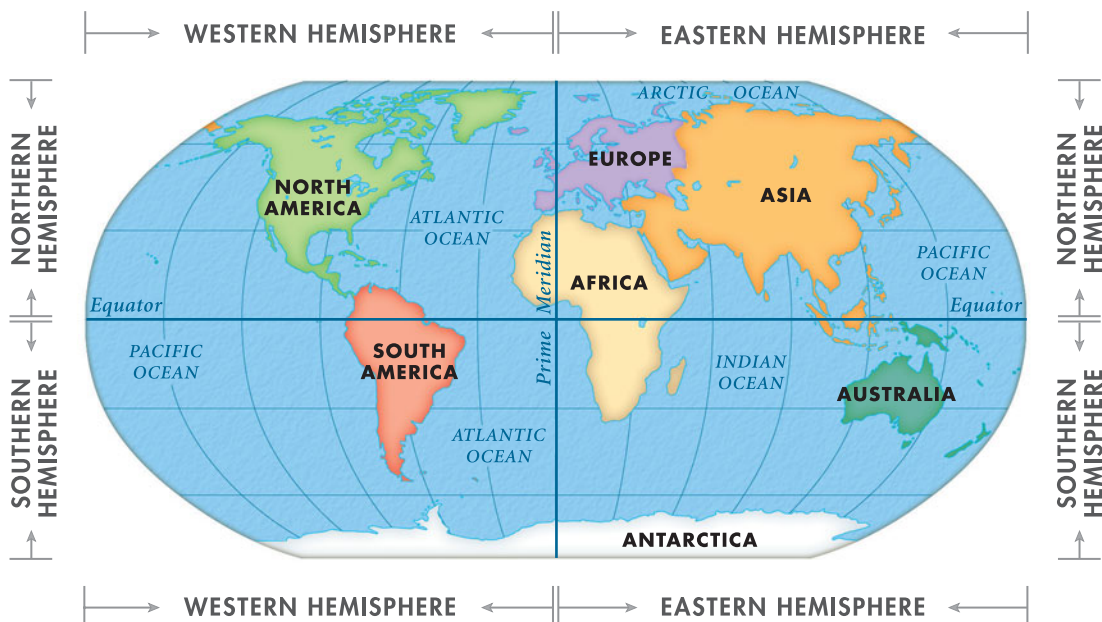 WESTERN HEMISPHERE
EASTERN HEMISPHERE
NORTHERN
HEMISPHERE
NORTHERN
HEMISPHERE
ARCTIC OCEAN
EUROPE
NORTH
AMERICA
ASIA
ATLANTIC
OCEAN
PACIFIC
OCEAN
AFRICA
Prime Meridian
Equator
Equator
PACIFIC
OCEAN
SOUTH
AMERICA
INDIAN
OCEAN
AUSTRALIA
ATLANTIC
OCEAN
SOUTHERN
HEMISPHERE
SOUTHERN
HEMISPHERE
ANTARCTICA
WESTERN HEMISPHERE
EASTERN HEMISPHERE